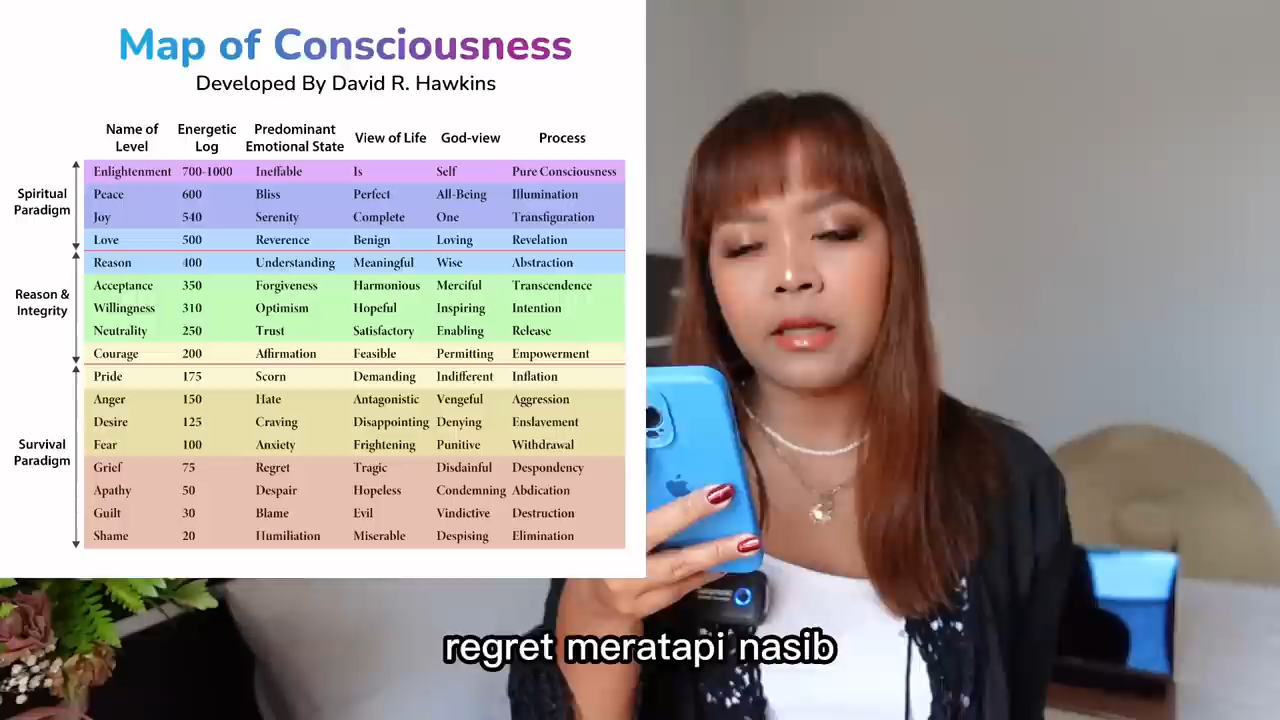 Map of Consciousness
Developed By David R. Hawkins
Name of Level Energetic Log Predominant Emotional State View of Life God-view Process
Spiritual Paradigm
Enlightenment 700-1000 Ineffable Is Self Pure Consciousness
Peace 600 Bliss Perfect All-Being Illumination
Joy 540 Serenity Complete One Transfiguration
Love 500 Reverence Benign Loving Revelation
Reason & Integrity
Reason 400 Understanding Meaningful Wise Abstraction
Acceptance 350 Forgiveness Harmonious Merciful Transcendence
Willingness 310 Optimism Hopeful Inspiring Intention
Neutrality 250 Trust Satisfactory Enabling Release
Courage 200 Affirmation Feasible Permitting Empowerment
Survival Paradigm
Pride 175 Scorn Demanding Indifferent Inflation
Anger 150 Hate Antagonistic Vengeful Aggression
Desire 125 Craving Disappointing Denying Enslavement
Fear 100 Anxiety Frightening Punitive Withdrawal
Grief 75 Regret Tragic Disdainful Despondency
Apathy 50 Despair Hopeless Condemning Abdication
Guilt 30 Blame Evil Vindictive Destruction
Shame 20 Humiliation Miserable Despising Elimination
regret meratapi nasib